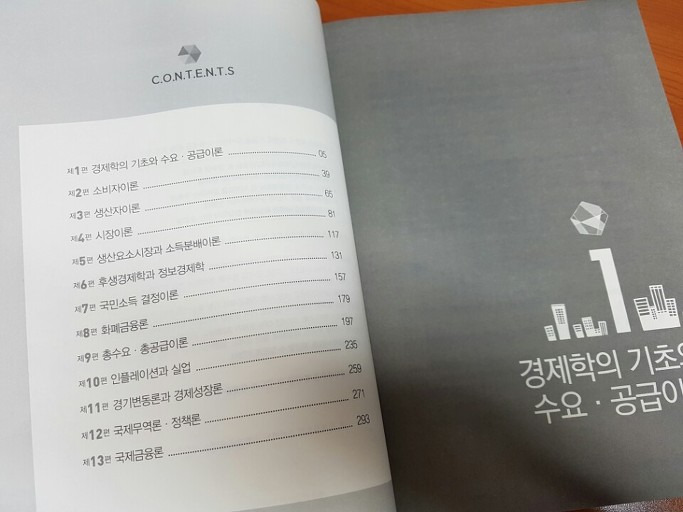 C.O.N.T.E.N.T.S
제1편 경제학의 기초와 수요 · 공급이론 05
제2편 소비자이론 39
제3편 생산자이론 65
제4편 시장이론 81
제5편 생산요소시장과 소득분배이론 117
제6편 후생경제학과 정보경제학 131
제7편 국민소득 결정이론 157
제8편 화폐금융론 179
제9편 총수요 · 총공급이론 197
제10편 인플레이션과 실업 235
제11편 경기변동론과 경제성장론 259
제12편 국제무역론 · 정책론 271
제13편 국제금융론 293
1
경제학의 기초와
수요 · 공급이